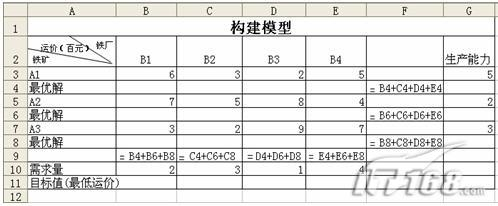 A B C D E F G
1 构建模型
2 运价(百元) 铁厂 铁矿 B1 B2 B3 B4 生产能力
3 A1 6 3 2 5 5
4 最优解 = B4+C4+D4+E4
5 A2 7 5 8 4 2
6 最优解 = B6+C6+D6+E6
7 A3 3 2 9 7 3
8 最优解 = B8+C8+D8+E8
9 = B4+B6+B8 = C4+C6+C8 = D4+D6+D8 = E4+E6+E8
10 需求量 2 3 1 4
11 目标值(最低运价)
12
IT168.com